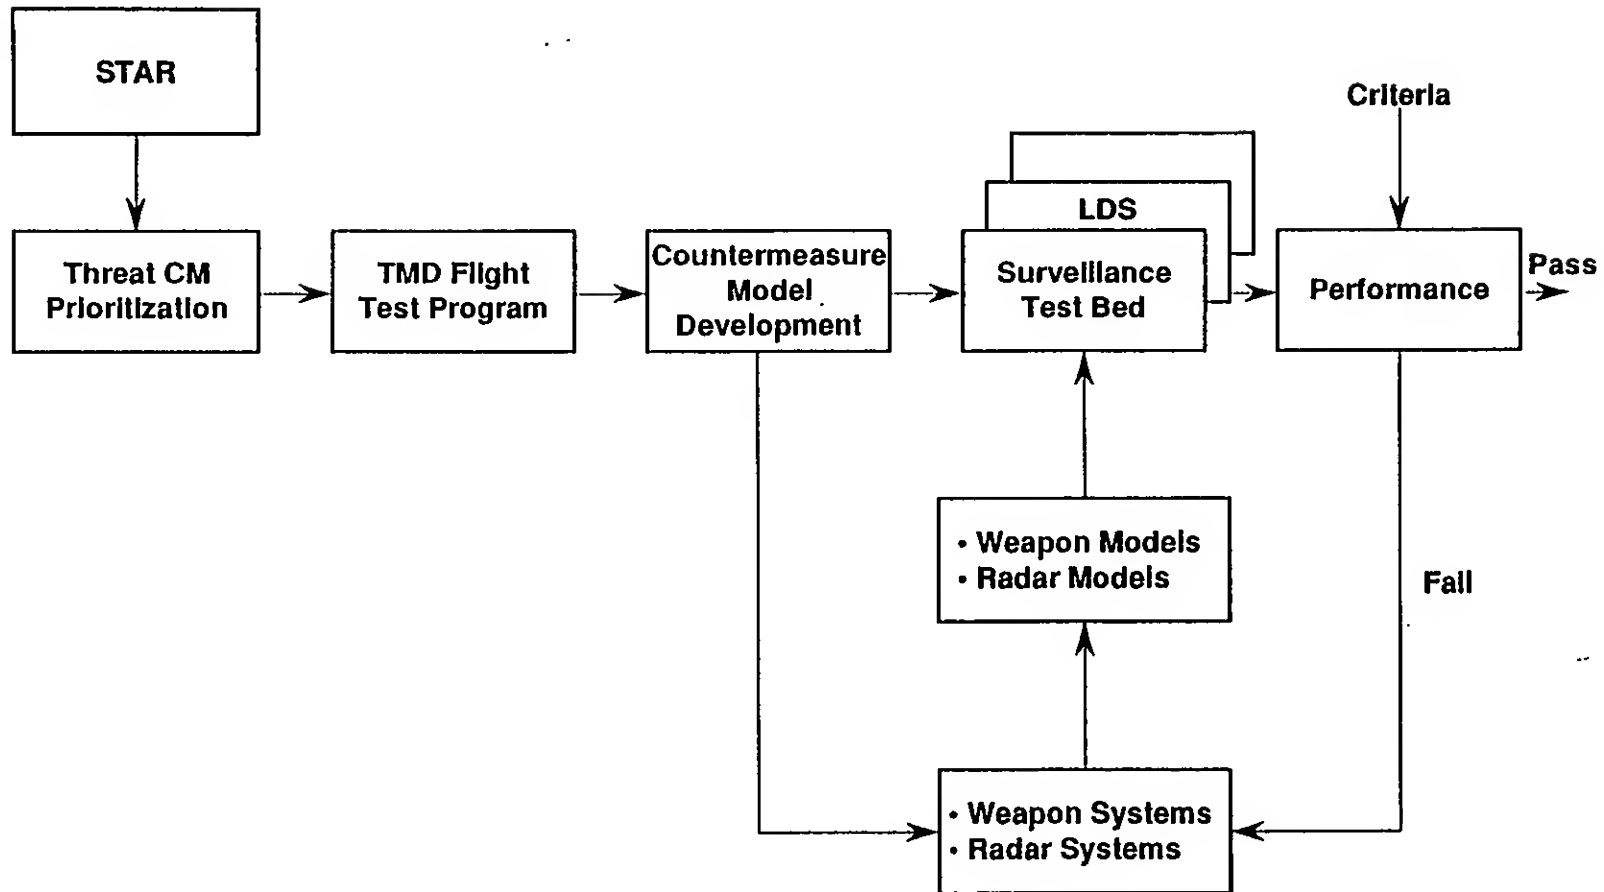 STAR
Criteria
LDS
Threat CM
Prioritization
TMD Flight
Test Program
Countermeasure
Model
Development
Surveillance
Test Bed
Performance
Pass
• Weapon Models
• Radar Models
Fail
• Weapon Systems
• Radar Systems